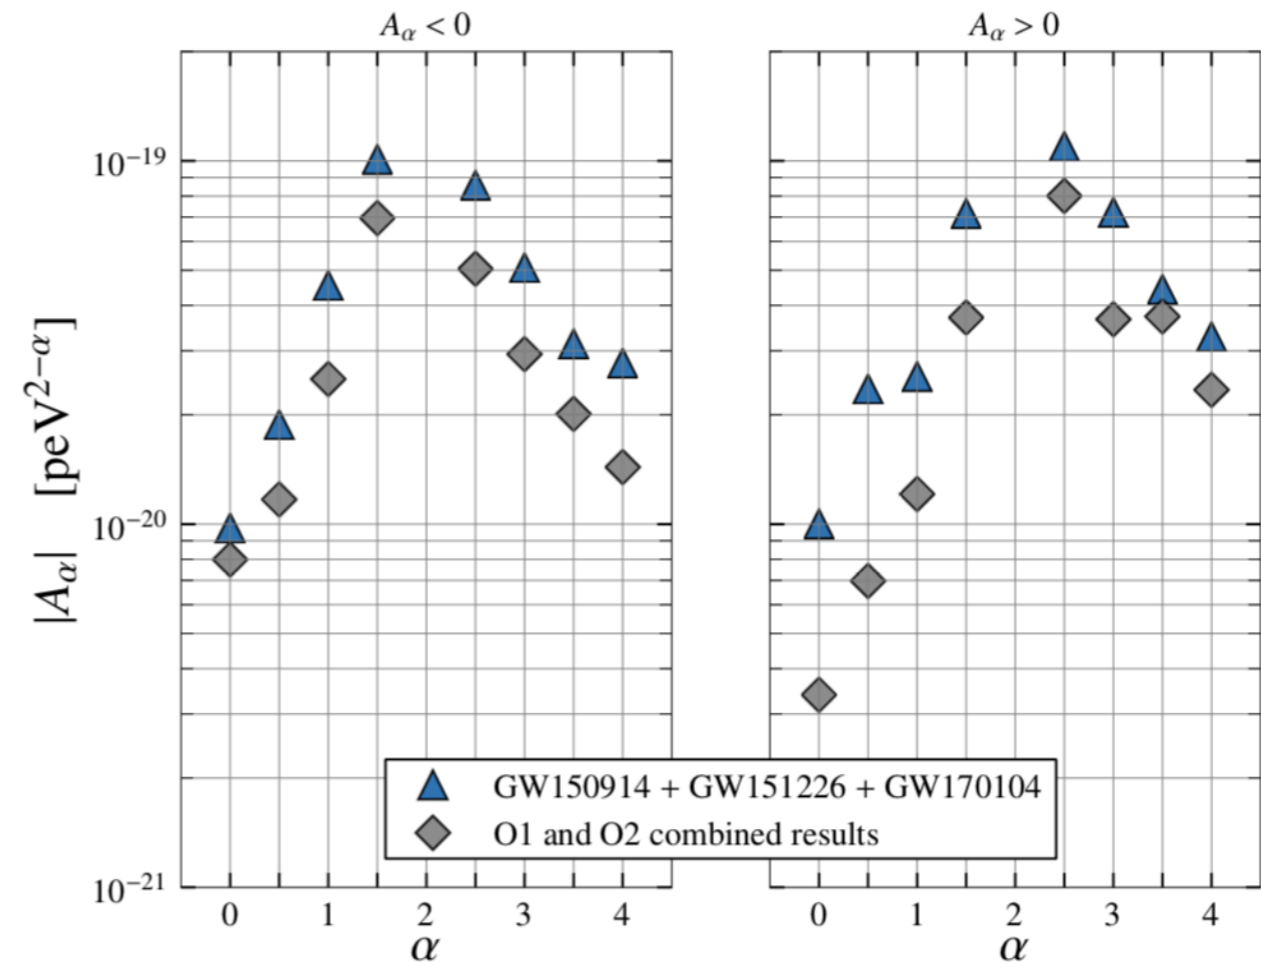 A_α < 0
A_α > 0
|A_α| [peV^{2−α}]
10^{−19}
10^{−20}
10^{−21}
GW150914 + GW151226 + GW170104
O1 and O2 combined results
0 1 2 3 4
0 1 2 3 4
α
α